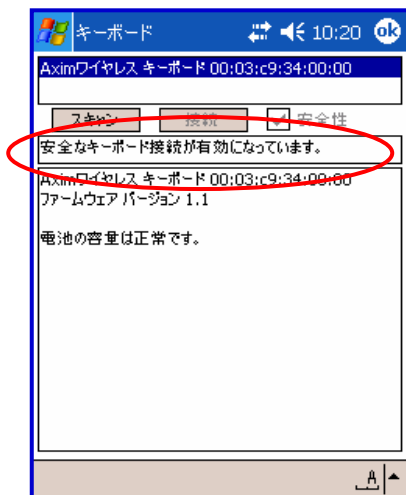 キーボード 10:20 ok
Aximワイヤレス キーボード 00:03:c9:34:00:00
スキャン 接続 安全性
安全なキーボード接続が有効になっています。
Aximワイヤレス キーボード 00:03:c9:34:00:00
ファームウェア バージョン 1.1
電池の容量は正常です。
A